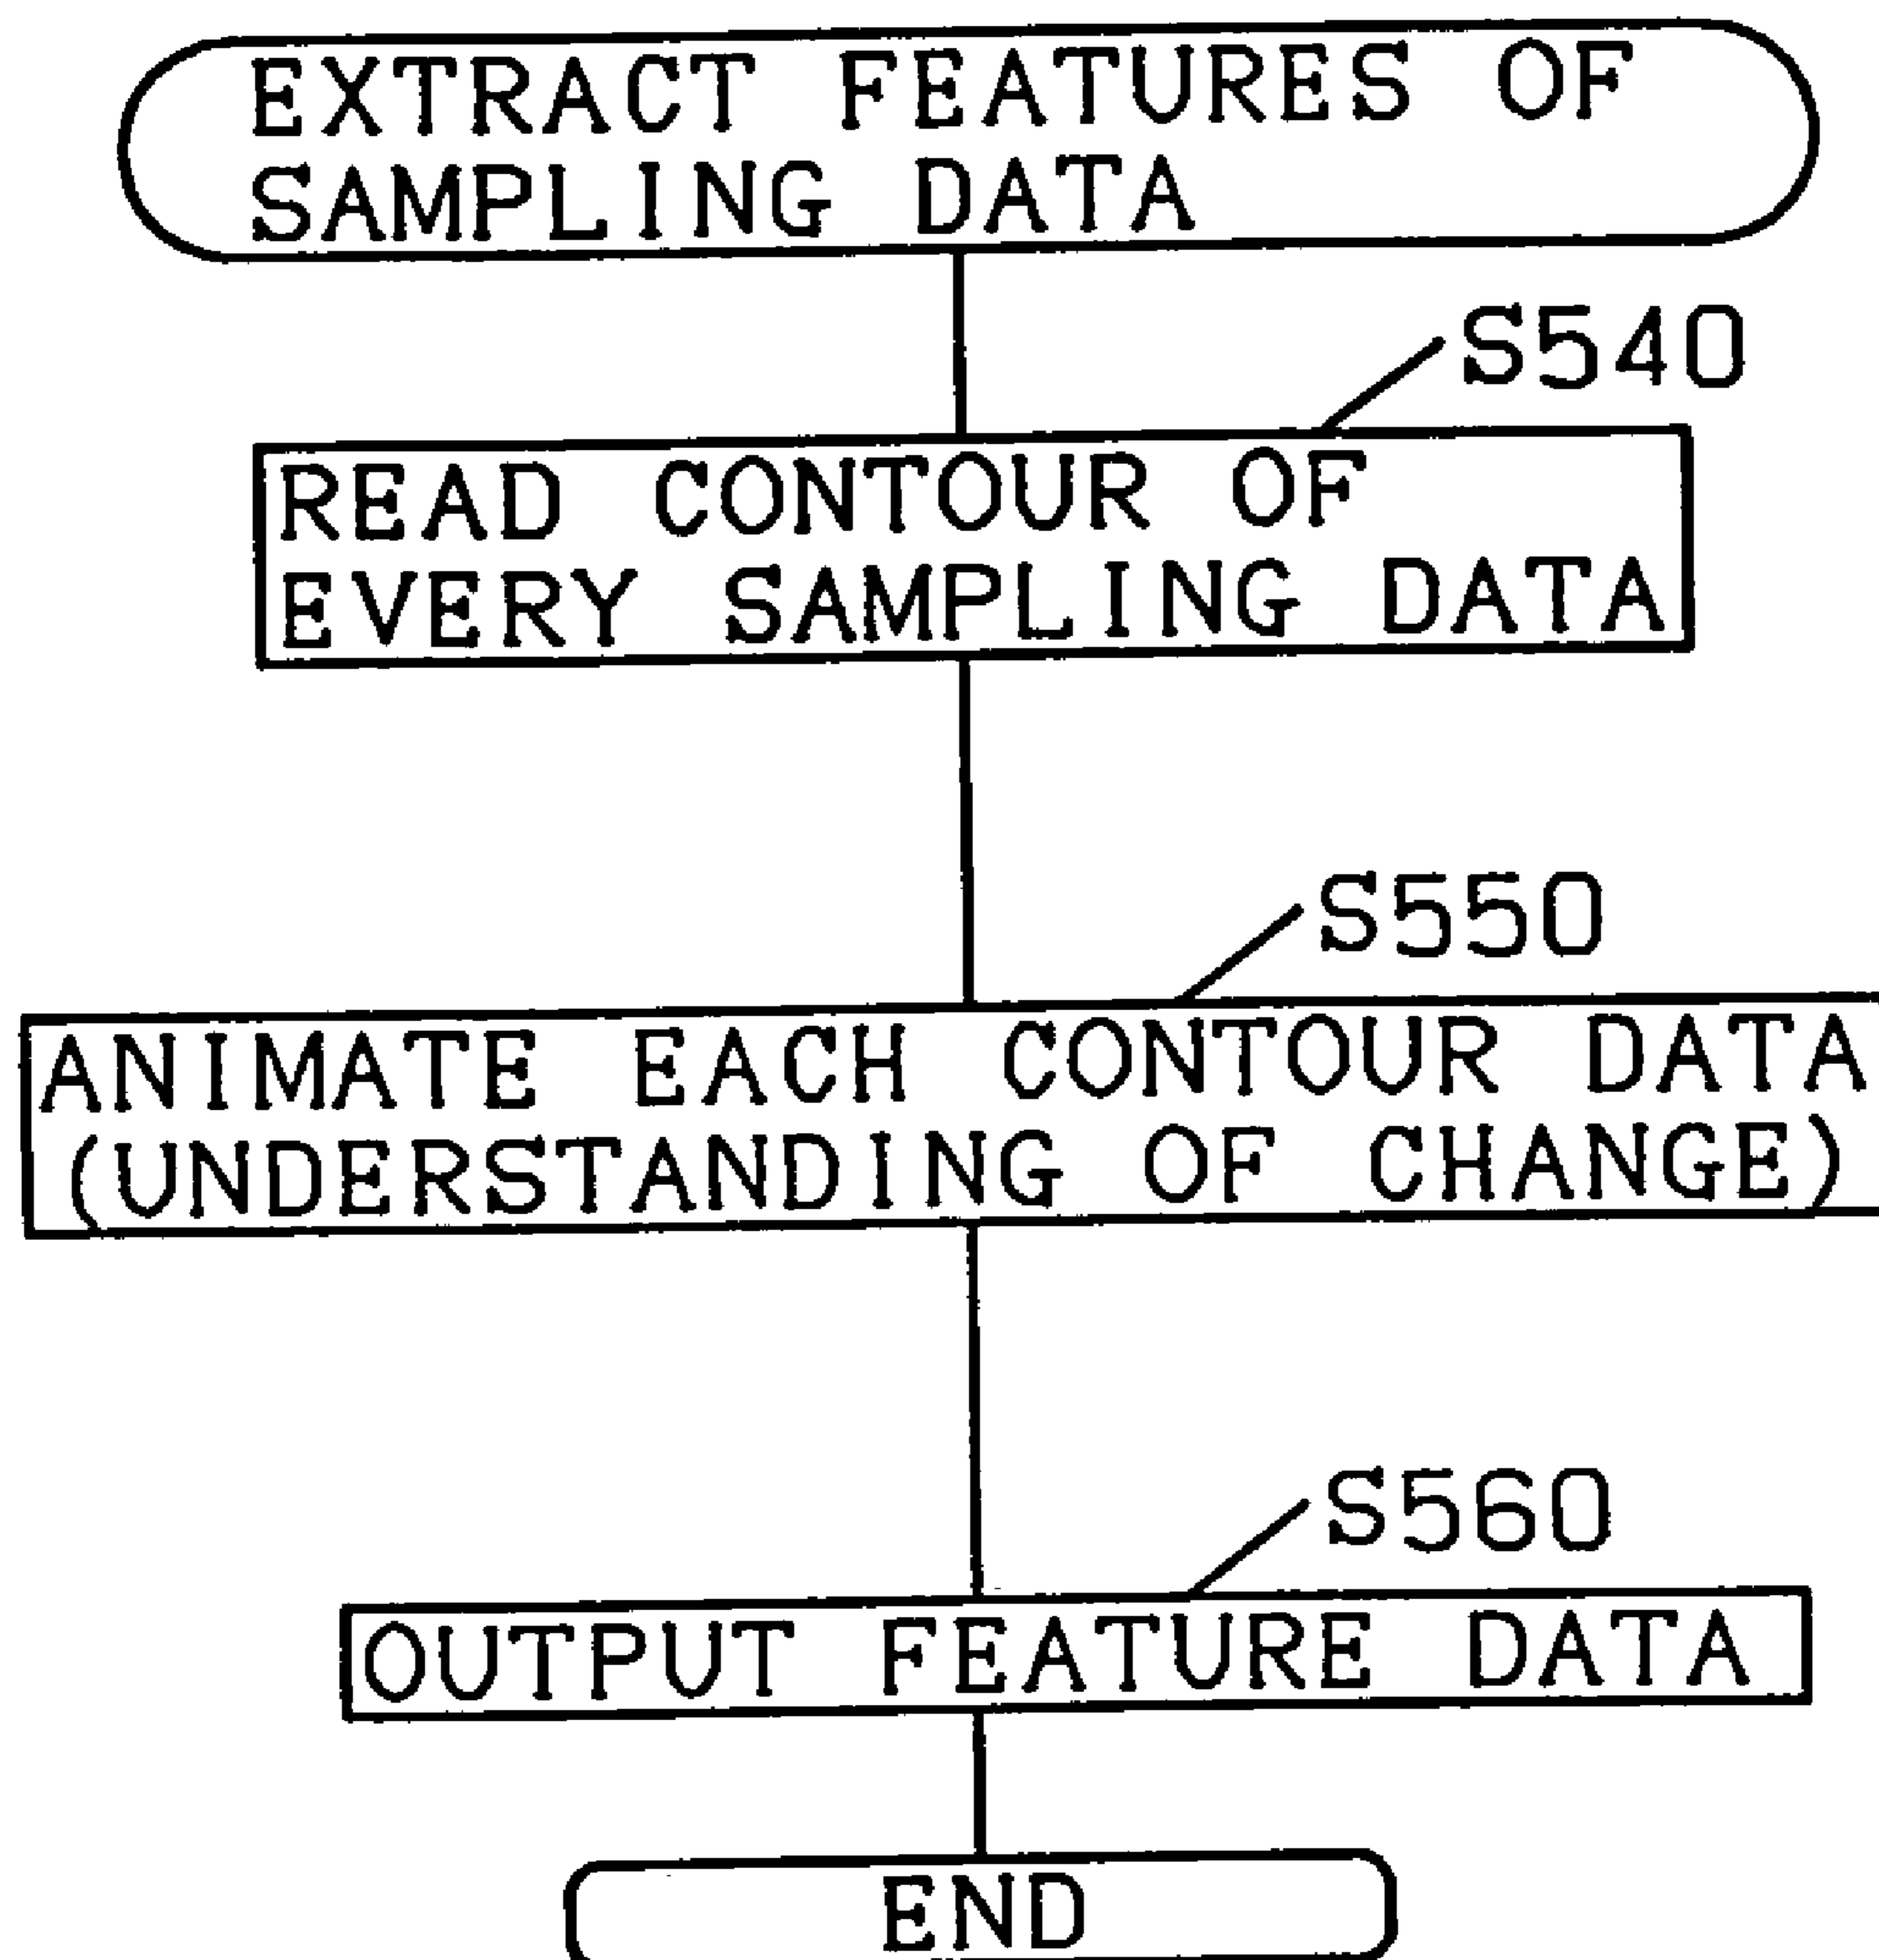 EXTRACT FEATURES OF
SAMPLING DATA
S540
READ CONTOUR OF
EVERY SAMPLING DATA
S550
ANIMATE EACH CONTOUR DATA
(UNDERSTANDING OF CHANGE)
S560
OUTPUT FEATURE DATA
END